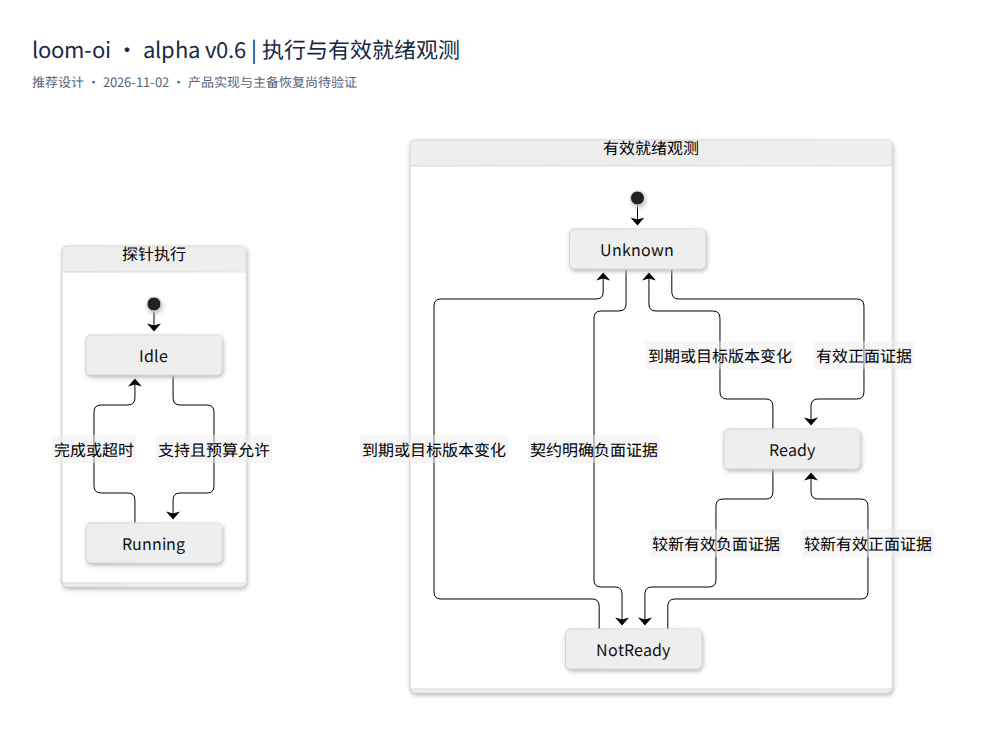 loom-oi · alpha v0.6 | 执行与有效就绪观测
推荐设计 · 2026-11-02 · 产品实现与主备恢复尚待验证
有效就绪观测
Unknown
探针执行
Idle
到期或目标版本变化
有效正面证据
完成或超时
支持且预算允许
到期或目标版本变化
契约明确负面证据
Ready
Running
较新有效负面证据
较新有效正面证据
NotReady